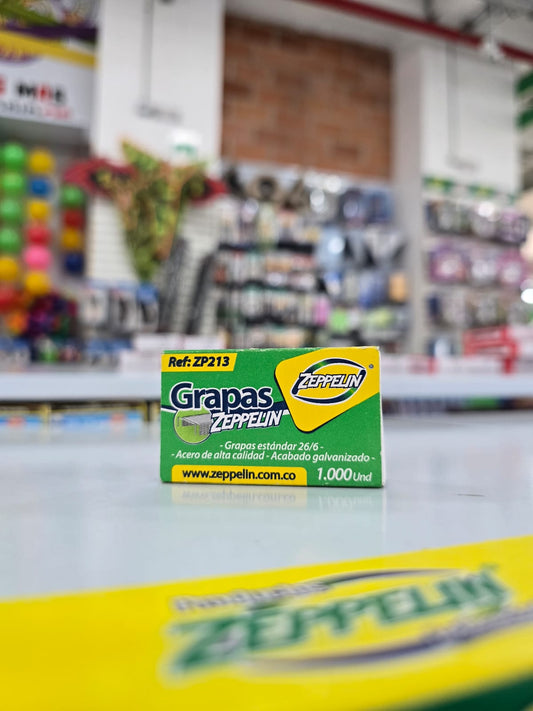 Ref: ZP213
ZEPPELIN®
Grapas
ZEPPELIN
- Grapas estándar 26/6 -
- Acero de alta calidad - Acabado galvanizado -
www.zeppelin.com.co
1.000 Und
Productos
ZEPPELIN